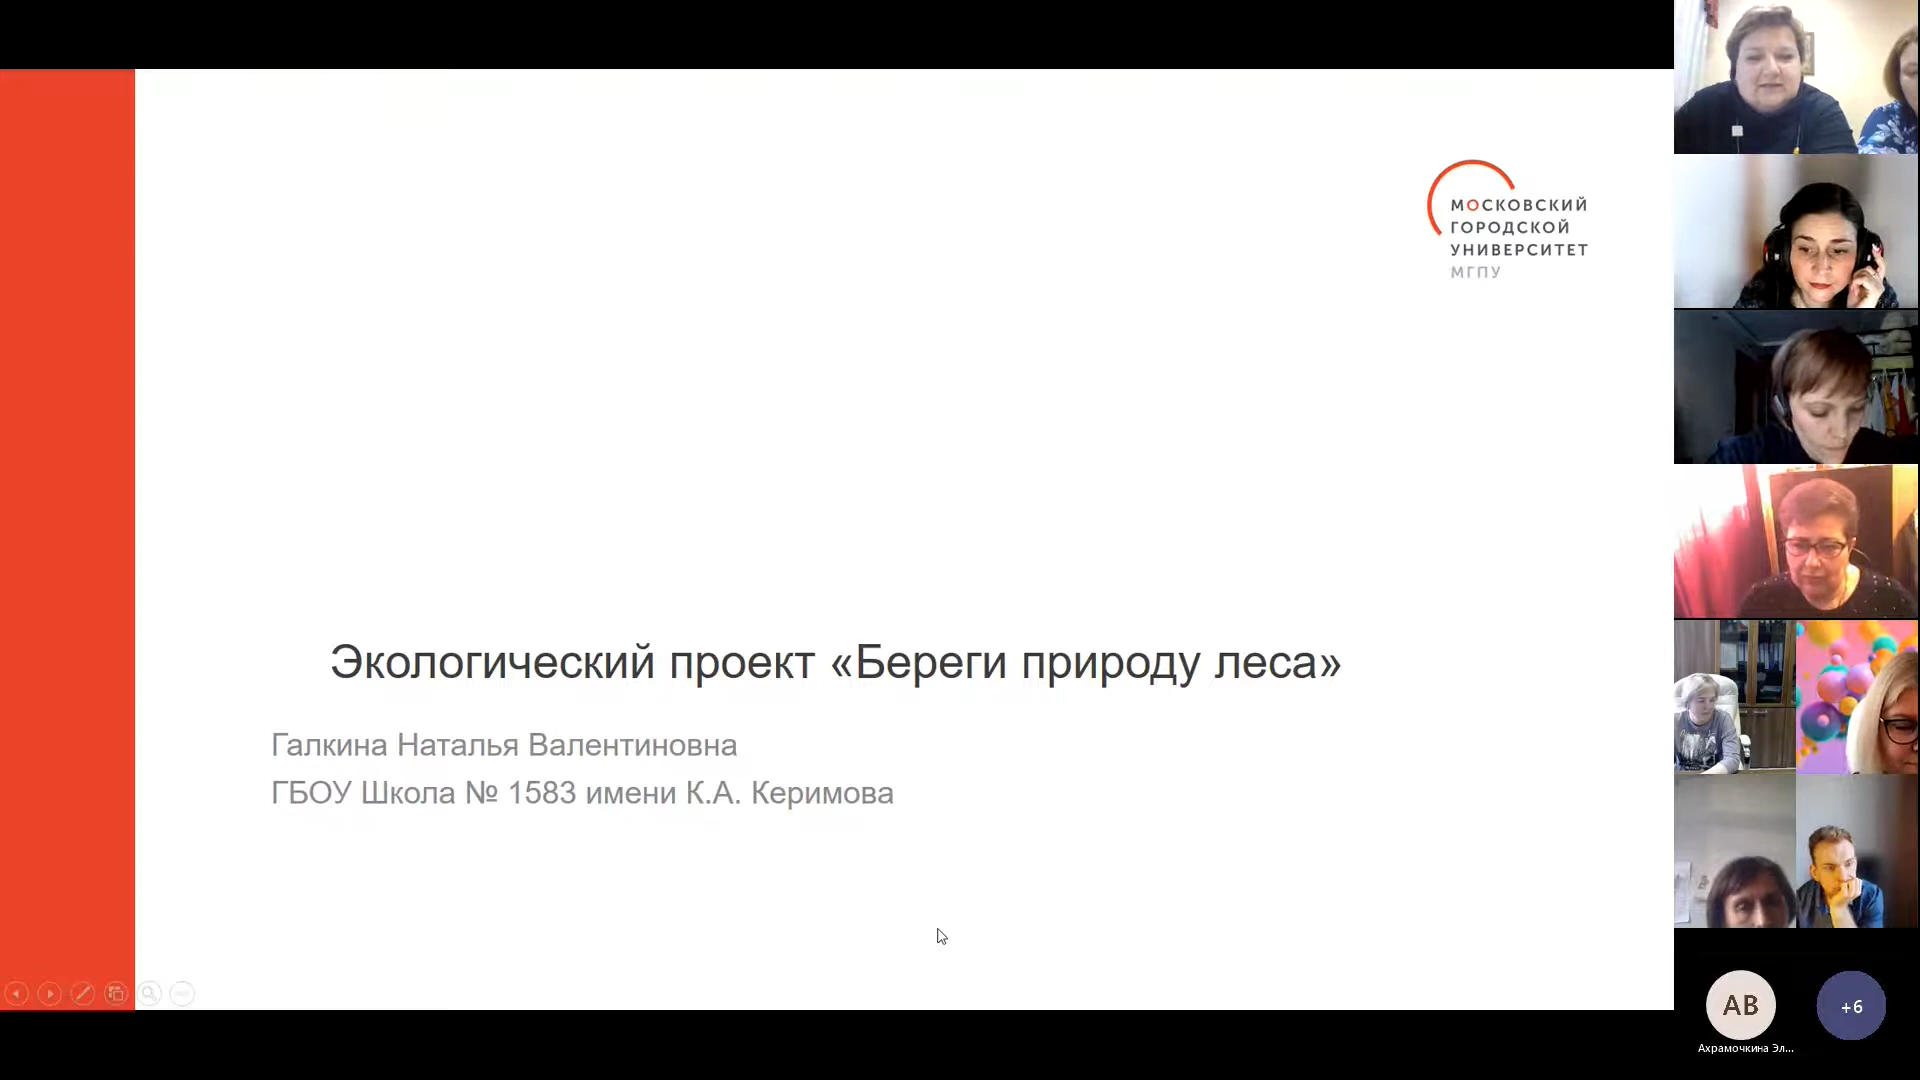 МОСКОВСКИЙ
ГОРОДСКОЙ
УНИВЕРСИТЕТ
МГПУ
Экологический проект «Береги природу леса»
Галкина Наталья Валентиновна
ГБОУ Школа № 1583 имени К.А. Керимова
АВ
+6
Ахрамочкина Эл...